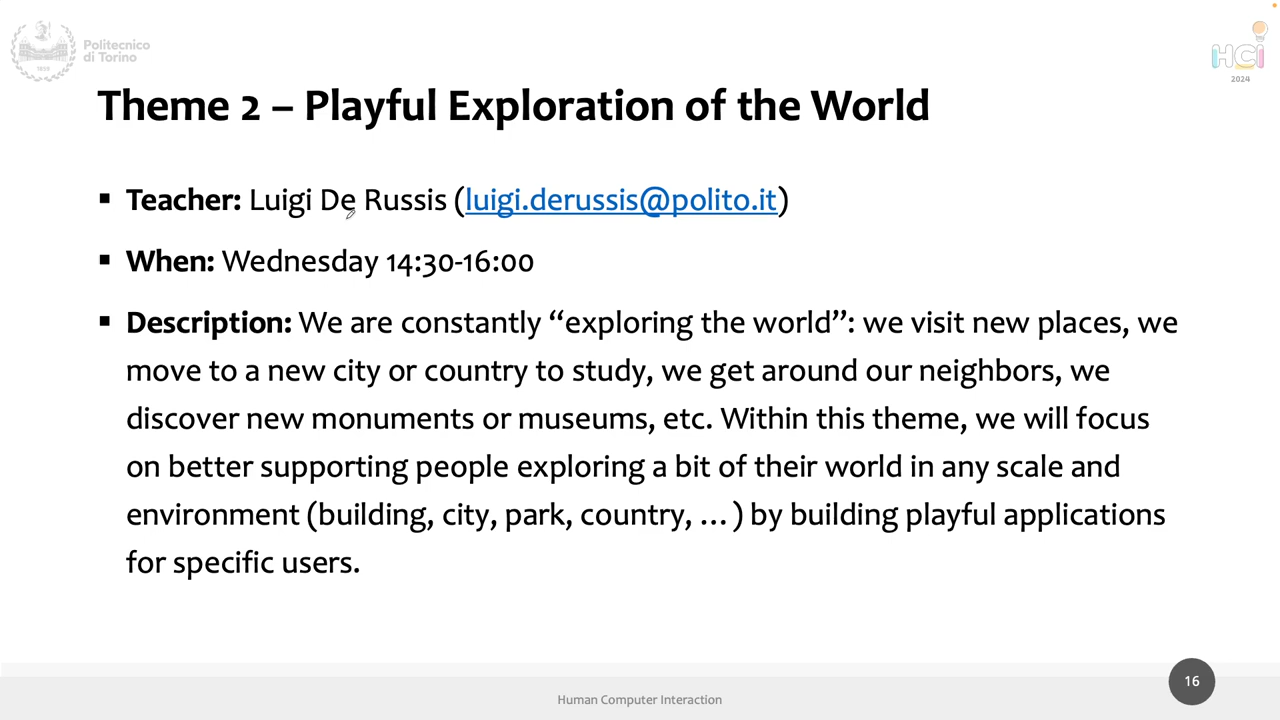 Politecnico
di Torino
1859
HCI
2024
Theme 2 – Playful Exploration of the World
▪ Teacher: Luigi De Russis (luigi.derussis@polito.it)
▪ When: Wednesday 14:30-16:00
▪ Description: We are constantly “exploring the world”: we visit new places, we
move to a new city or country to study, we get around our neighbors, we
discover new monuments or museums, etc. Within this theme, we will focus
on better supporting people exploring a bit of their world in any scale and
environment (building, city, park, country, …) by building playful applications
for specific users.
Human Computer Interaction
16